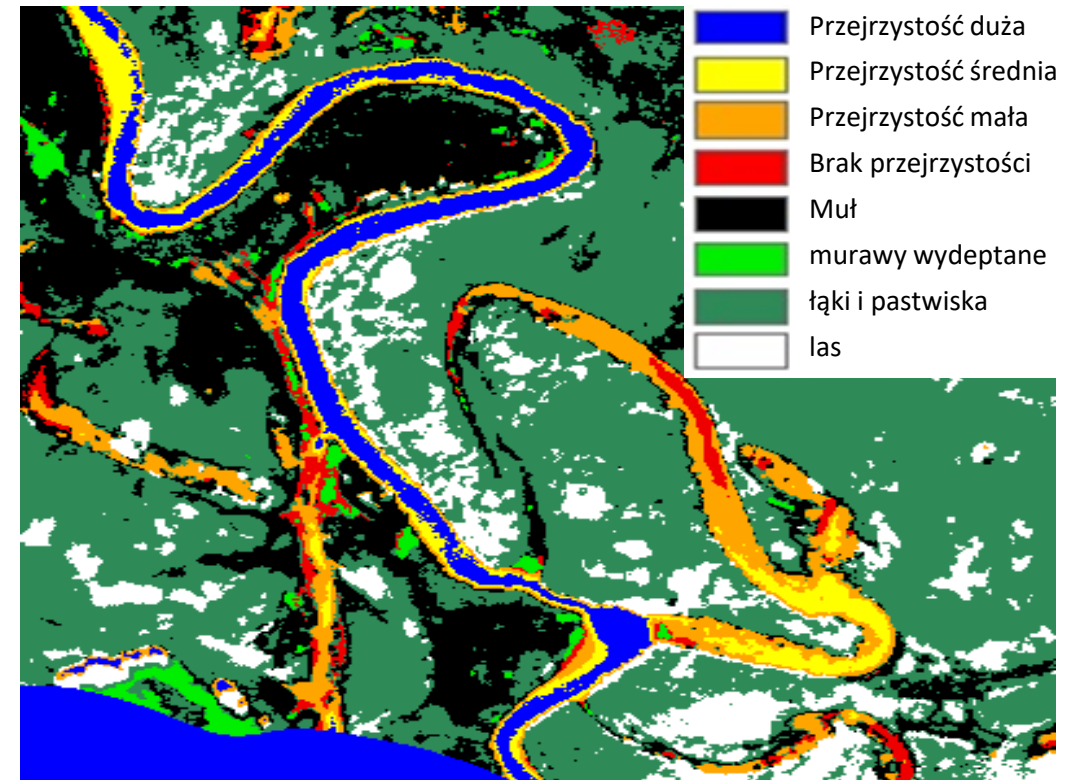 Przejrzystość duża
Przejrzystość średnia
Przejrzystość mała
Brak przejrzystości
Muł
murawy wydeptane
łąki i pastwiska
las